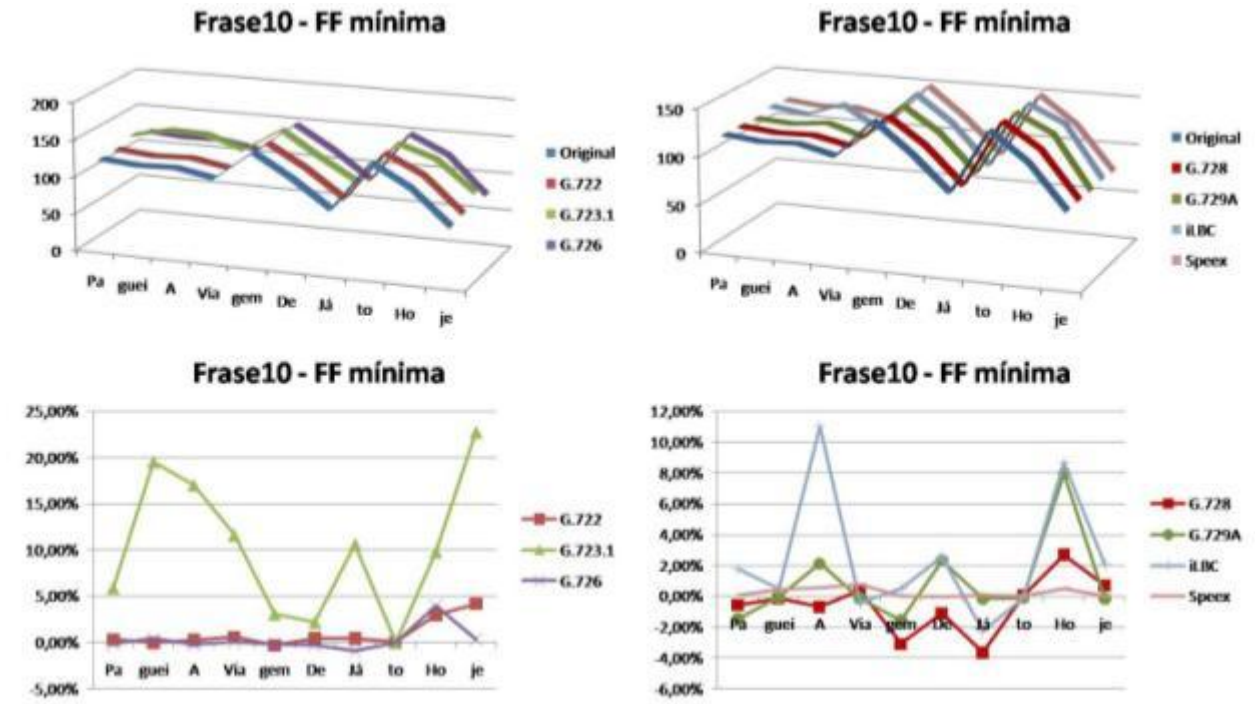 Frase10 - FF mínima
200
150
100
50
0
Pa guei A Via gem De Já to Ho je
Original
G.722
G.723.1
G.726
Frase10 - FF mínima
150
100
50
0
Pa guei A Via gem De Já to Ho je
Original
G.728
G.729A
iLBC
Speex
Frase10 - FF mínima
25,00%
20,00%
15,00%
10,00%
5,00%
0,00%
-5,00%
Pa guei A Via gem De Já to Ho je
G.722
G.723.1
G.726
Frase10 - FF mínima
12,00%
10,00%
8,00%
6,00%
4,00%
2,00%
0,00%
-2,00%
-4,00%
-6,00%
Pa guei A Via gem De Já to Ho je
G.728
G.729A
iLBC
Speex